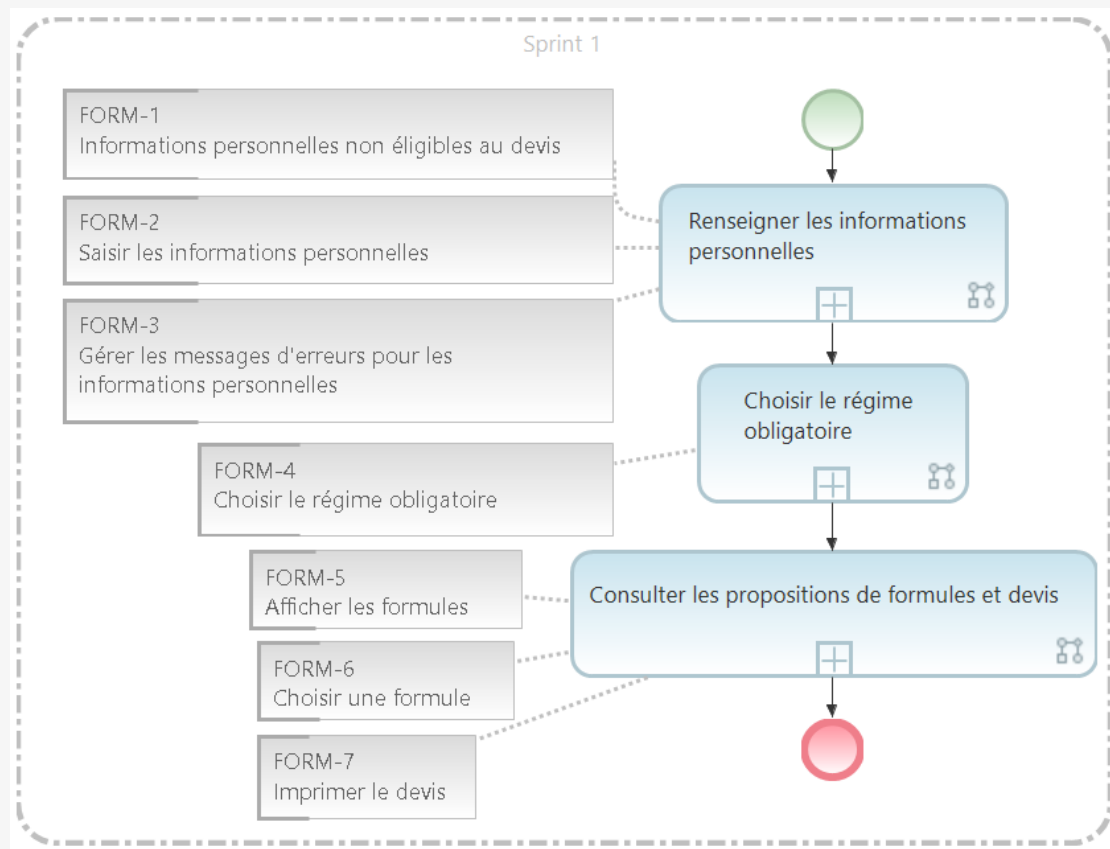 Sprint 1
FORM-1
Informations personnelles non éligibles au devis
FORM-2
Saisir les informations personnelles
FORM-3
Gérer les messages d'erreurs pour les
informations personnelles
FORM-4
Choisir le régime obligatoire
FORM-5
Afficher les formules
FORM-6
Choisir une formule
FORM-7
Imprimer le devis
Renseigner les informations
personnelles
Choisir le régime
obligatoire
Consulter les propositions de formules et devis